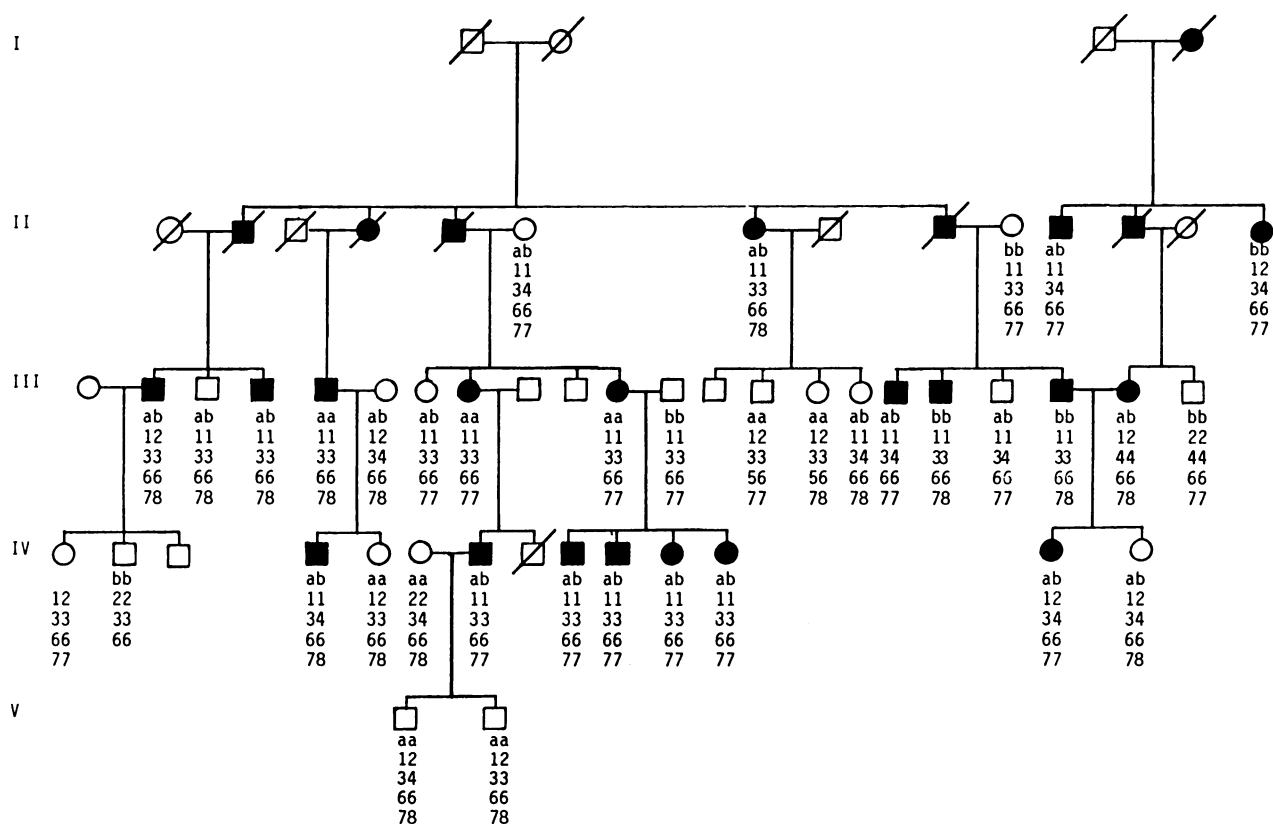 I
II
ab ab bb ab bb
11 11 11 11 12
34 33 33 34 34
66 66 66 66 66
77 78 77 77 77
III
ab ab ab aa ab ab aa aa bb aa aa ab ab bb ab bb ab bb
12 11 11 11 12 11 11 11 11 12 12 11 11 11 11 11 12 22
33 33 33 33 34 33 33 33 33 33 33 34 34 33 34 33 44 44
66 66 66 66 66 66 66 66 66 56 56 66 66 66 66 66 66 66
78 78 78 78 78 77 77 77 77 77 78 78 77 78 77 78 78 77
IV
bb ab aa aa ab ab ab ab ab ab ab
12 22 11 12 22 11 11 11 11 11 12 12
33 33 34 33 34 33 33 33 33 33 34 34
66 66 66 66 66 66 66 66 66 66 66 66
77 78 78 78 77 77 77 77 77 77 78
V
aa aa
12 12
34 33
66 66
78 78